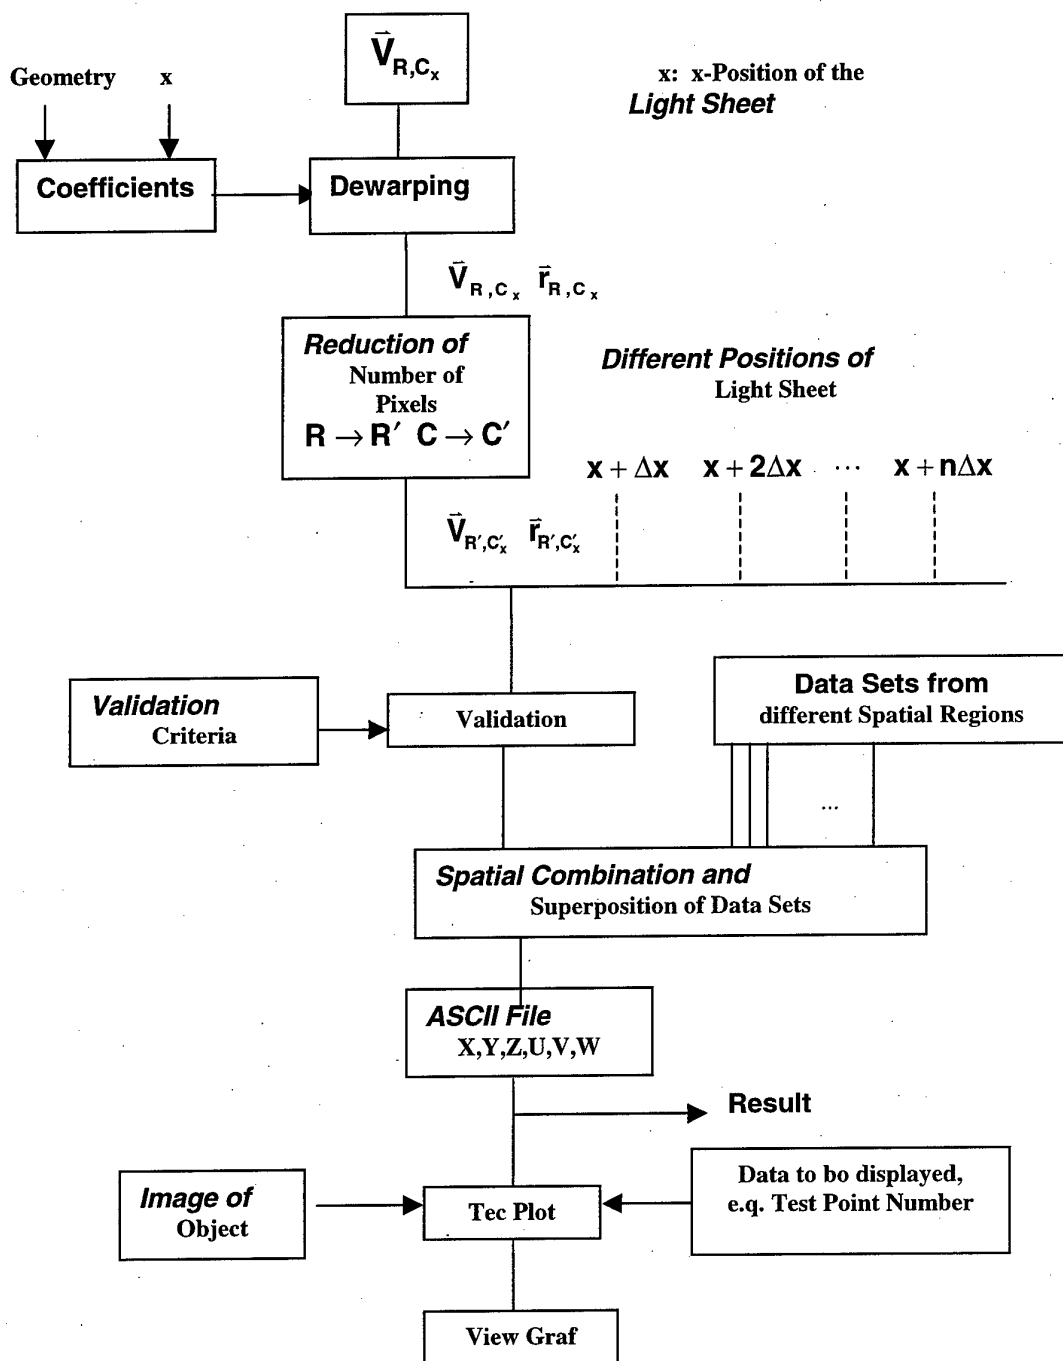 V⃗ R,Cx
Geometry x
x: x-Position of the
Light Sheet
Coefficients
Dewarping
V⃗ R,Cx r⃗ R,Cx
Reduction of
Number of
Pixels
R → R′ C → C′
Different Positions of
Light Sheet
x + Δx x + 2Δx ... x + nΔx
V⃗ R′,C′x r⃗ R′,C′x
Data Sets from
different Spatial Regions
Validation
Criteria
Validation
...
Spatial Combination and
Superposition of Data Sets
ASCII File
X,Y,Z,U,V,W
Result
Image of
Object
Tec Plot
Data to bo displayed,
e.q. Test Point Number
View Graf